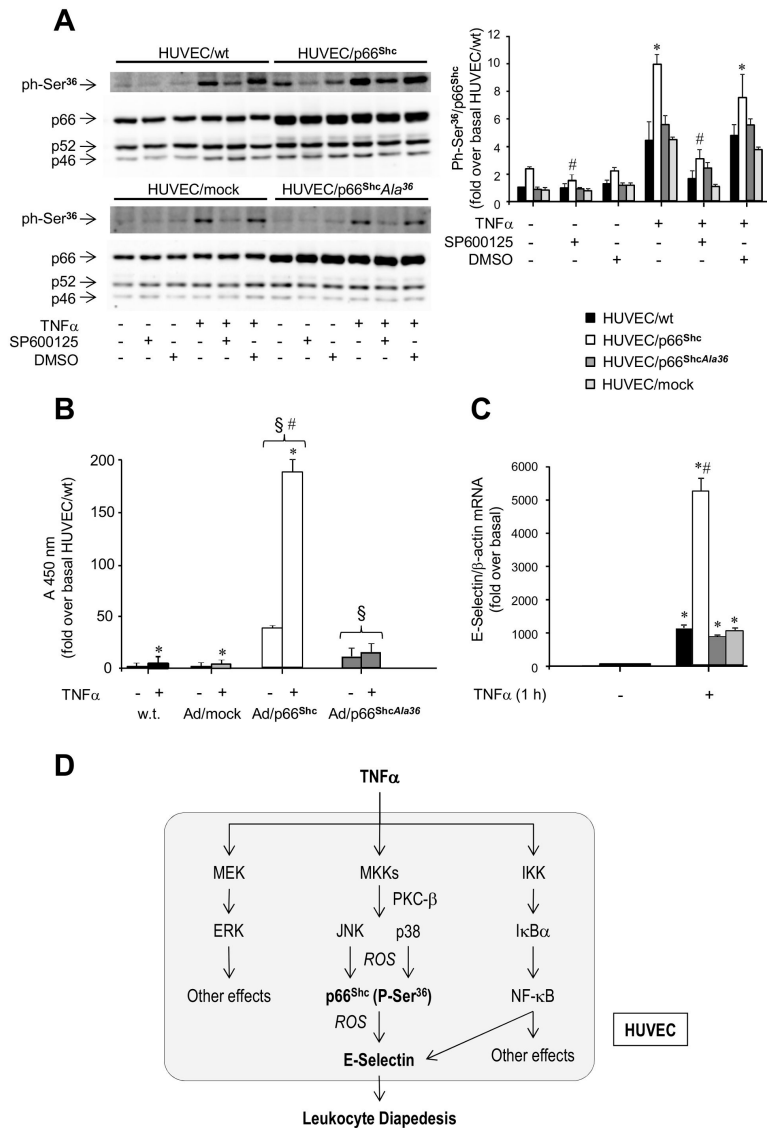 A
HUVEC/wt HUVEC/p66Shc
ph-Ser36
p66
p52
p46
HUVEC/mock HUVEC/p66ShcAla36
ph-Ser36
p66
p52
p46
TNFα - - - + + + - - - + + +
SP600125 - + - - + - - + - - + -
DMSO - - + - - + - - + - - +
Ph-Ser36/p66Shc
(fold over basal HUVEC/wt)
12
10
8
6
4
2
0
#
*
#
*
TNFα - - - + + +
SP600125 - + - - + -
DMSO - - + - - +
HUVEC/wt
HUVEC/p66Shc
HUVEC/p66ShcAla36
HUVEC/mock
B
A 450 nm
(fold over basal HUVEC/wt)
200
150
100
50
0
*
*
§ #
*
§
TNFα - + - + - + - +
w.t. Ad/mock Ad/p66Shc Ad/p66ShcAla36
C
E-Selectin/β-actin mRNA
(fold over basal)
6000
5000
4000
3000
2000
1000
0
*
*#
*
*
TNFα (1 h) - +
D
TNFα
MEK MKKs IKK
PKC-β
ERK JNK p38 IκBα
ROS
Other effects p66Shc (P-Ser36) NF-κB
ROS
HUVEC
E-Selectin Other effects
Leukocyte Diapedesis